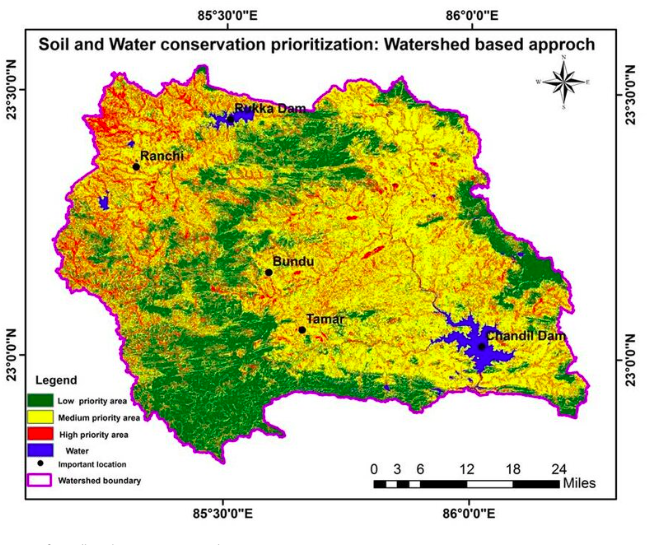 85°30'0"E 86°0'0"E
Soil and Water conservation prioritization: Watershed based approch
23°30'0"N 23°30'0"N
N
W E
S
Rukka Dam
Ranchi
Bundu
Tamar
Chandil Dam
23°0'0"N 23°0'0"N
Legend
Low priority area
Medium priority area
High priority area
Water
Important location
Watershed boundary
0 3 6 12 18 24
Miles
85°30'0"E 86°0'0"E